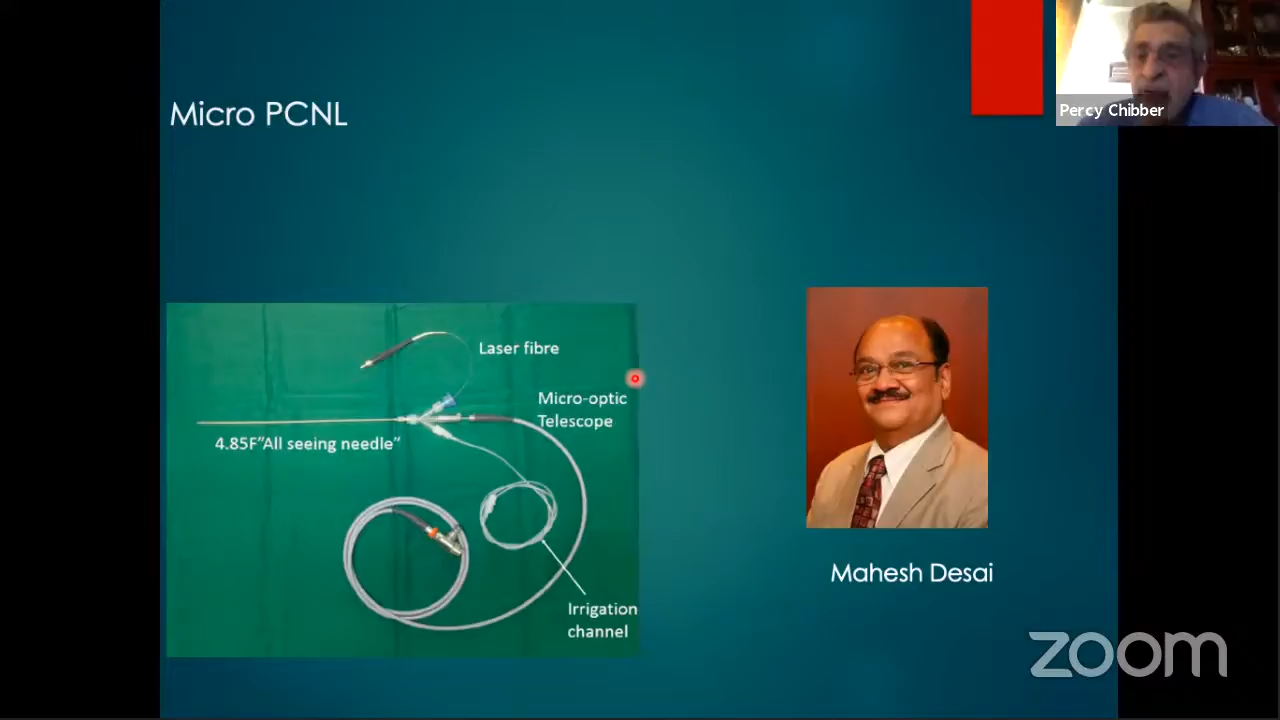 Percy Chibber
Micro PCNL
Laser fibre
Micro-optic
Telescope
4.85F"All seeing needle"
Irrigation
channel
Mahesh Desai
zoom